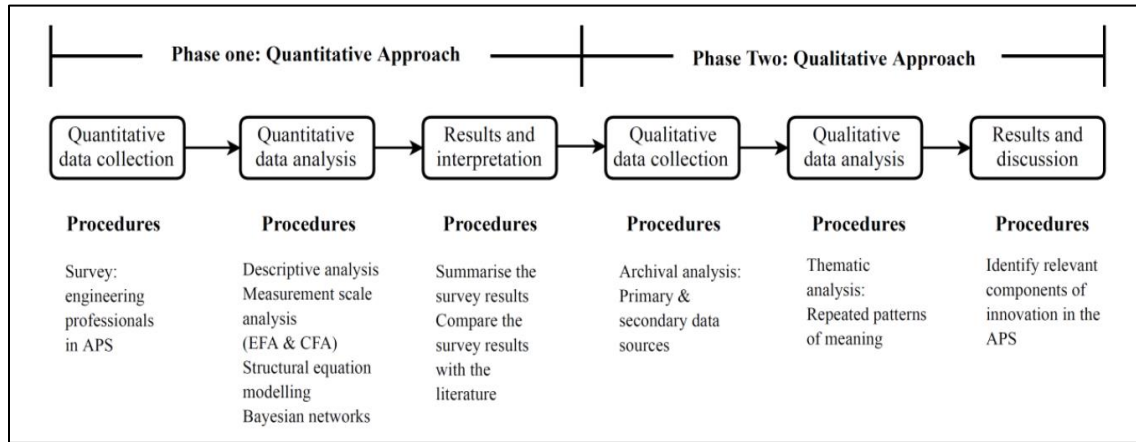 Phase one: Quantitative Approach
Phase Two: Qualitative Approach
Quantitative
data collection
Quantitative
data analysis
Results and
interpretation
Qualitative
data collection
Qualitative
data analysis
Results and
discussion
Procedures
Survey:
engineering
professionals
in APS
Procedures
Descriptive analysis
Measurement scale
analysis
(EFA & CFA)
Structural equation
modelling
Bayesian networks
Procedures
Summarise the
survey results
Compare the
survey results
with the
literature
Procedures
Archival analysis:
Primary &
secondary data
sources
Procedures
Thematic
analysis:
Repeated patterns
of meaning
Procedures
Identify relevant
components of
innovation in the
APS